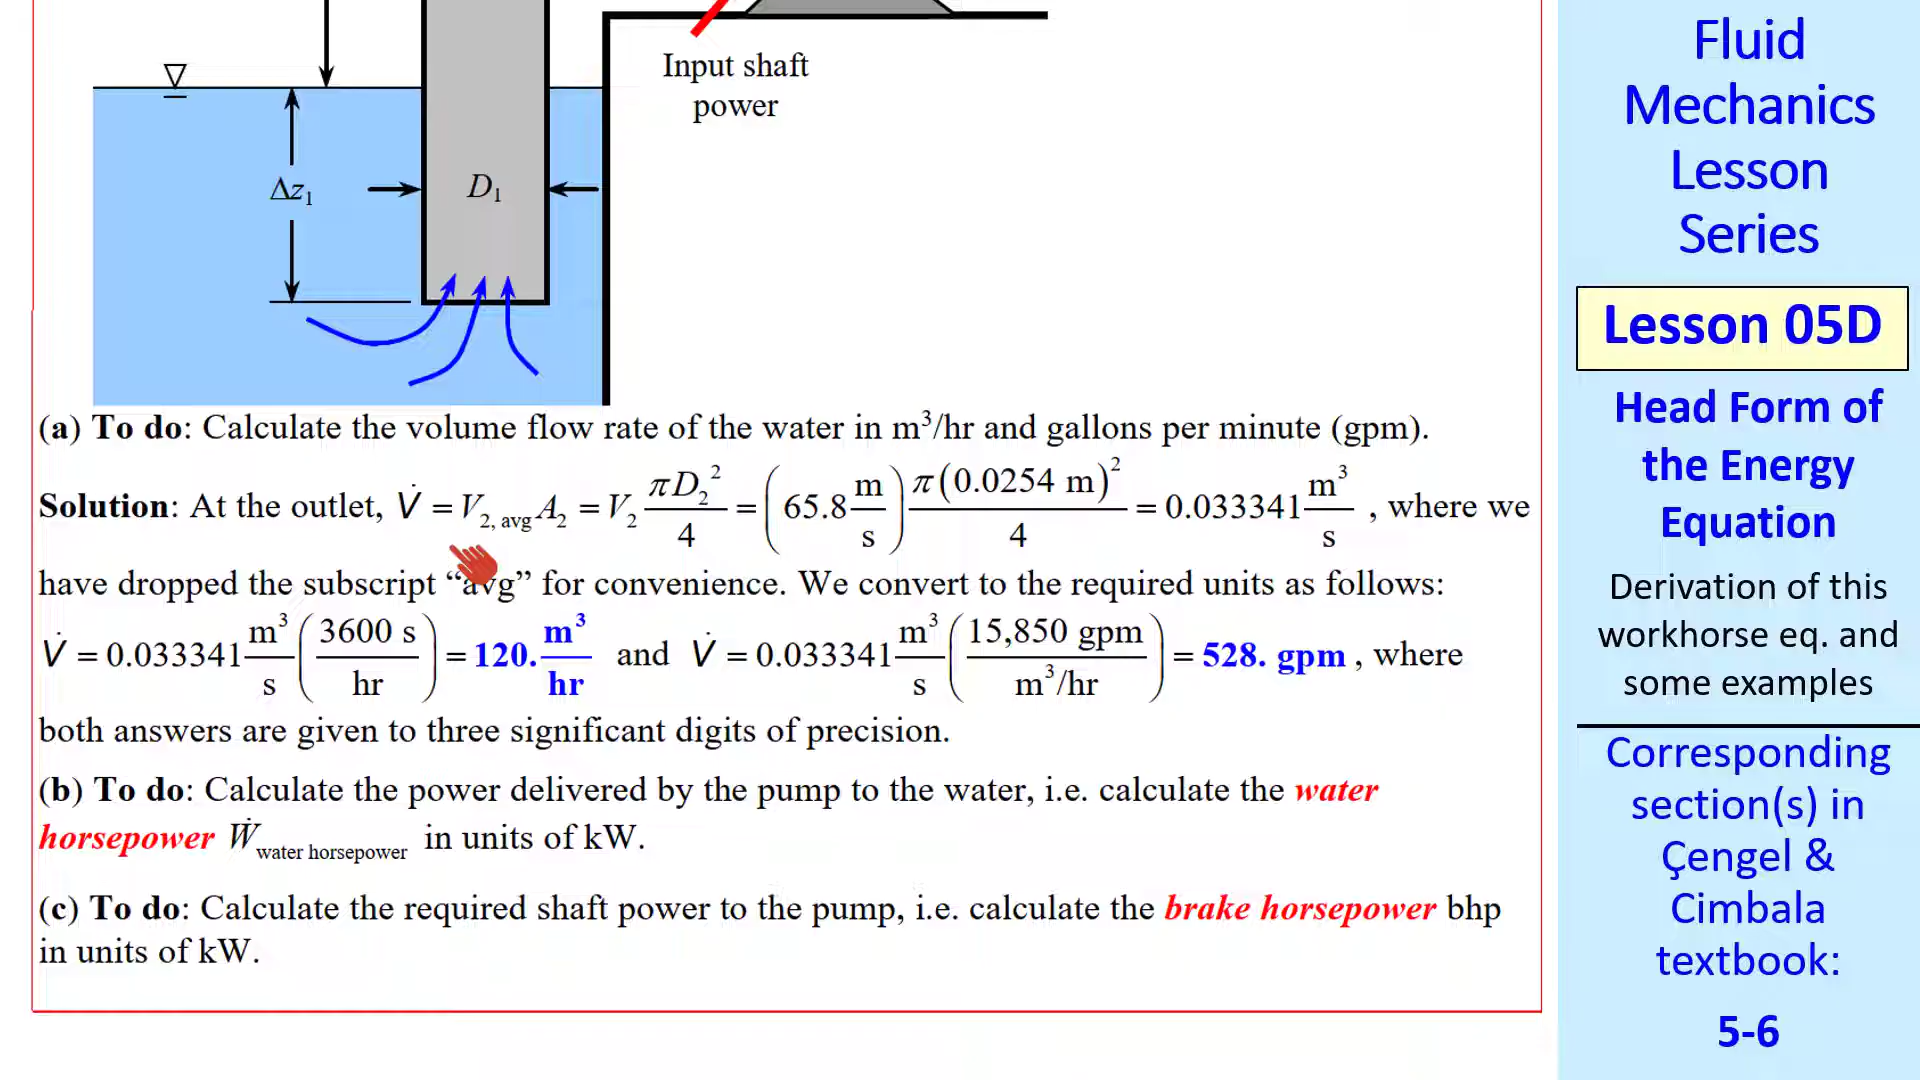 Input shaft
power
∇
Δz₁
D₁
(a) To do: Calculate the volume flow rate of the water in m³/hr and gallons per minute (gpm).
Solution: At the outlet, V̇ = V₂, avg A₂ = V₂ πD₂²/4 = (65.8 m/s) π(0.0254 m)²/4 = 0.033341 m³/s , where we
have dropped the subscript “avg” for convenience. We convert to the required units as follows:
V̇ = 0.033341 m³/s (3600 s/hr) = 120. m³/hr and V̇ = 0.033341 m³/s (15,850 gpm/m³/hr) = 528. gpm , where
both answers are given to three significant digits of precision.
(b) To do: Calculate the power delivered by the pump to the water, i.e. calculate the water
horsepower Ẇ water horsepower in units of kW.
(c) To do: Calculate the required shaft power to the pump, i.e. calculate the brake horsepower bhp
in units of kW.
Fluid
Mechanics
Lesson
Series
Lesson 05D
Head Form of
the Energy
Equation
Derivation of this
workhorse eq. and
some examples
Corresponding
section(s) in
Çengel &
Cimbala
textbook:
5-6